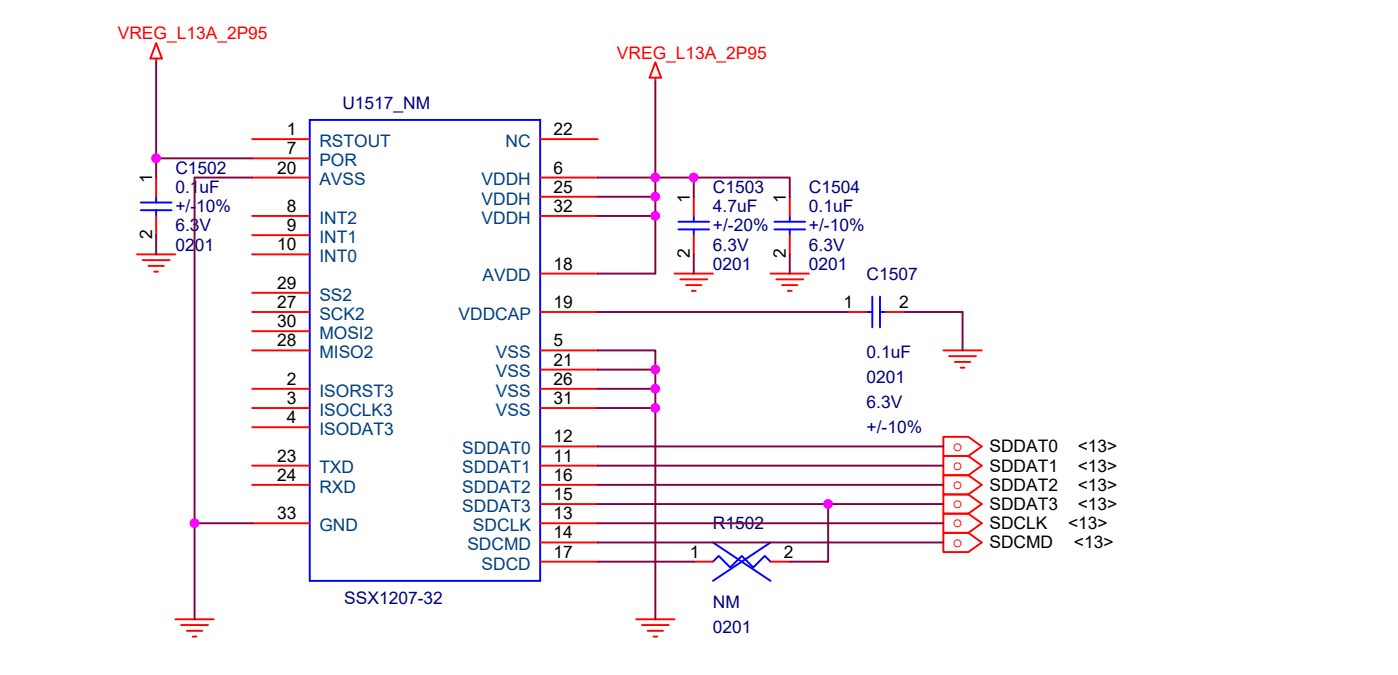 VREG_L13A_2P95
VREG_L13A_2P95
U1517_NM
1 RSTOUT
7 POR
20 AVSS
8 INT2
9 INT1
10 INT0
29 SS2
27 SCK2
30 MOSI2
28 MISO2
2 ISORST3
3 ISOCLK3
4 ISODAT3
23 TXD
24 RXD
33 GND
NC 22
VDDH 6
VDDH 25
VDDH 32
AVDD 18
VDDCAP 19
VSS 5
VSS 21
VSS 26
VSS 31
SDDAT0 12
SDDAT1 11
SDDAT2 16
SDDAT3 15
SDCLK 13
SDCMD 14
SDCD 17
SSX1207-32
C1502
0.1uF
+/-10%
6.3V
0201
1
2
C1503
4.7uF
+/-20%
6.3V
0201
1
2
C1504
0.1uF
+/-10%
6.3V
0201
1
2
C1507
1 2
0.1uF
0201
6.3V
+/-10%
SDDAT0 <13>
SDDAT1 <13>
SDDAT2 <13>
SDDAT3 <13>
SDCLK <13>
SDCMD <13>
R1502
1 2
NM
0201